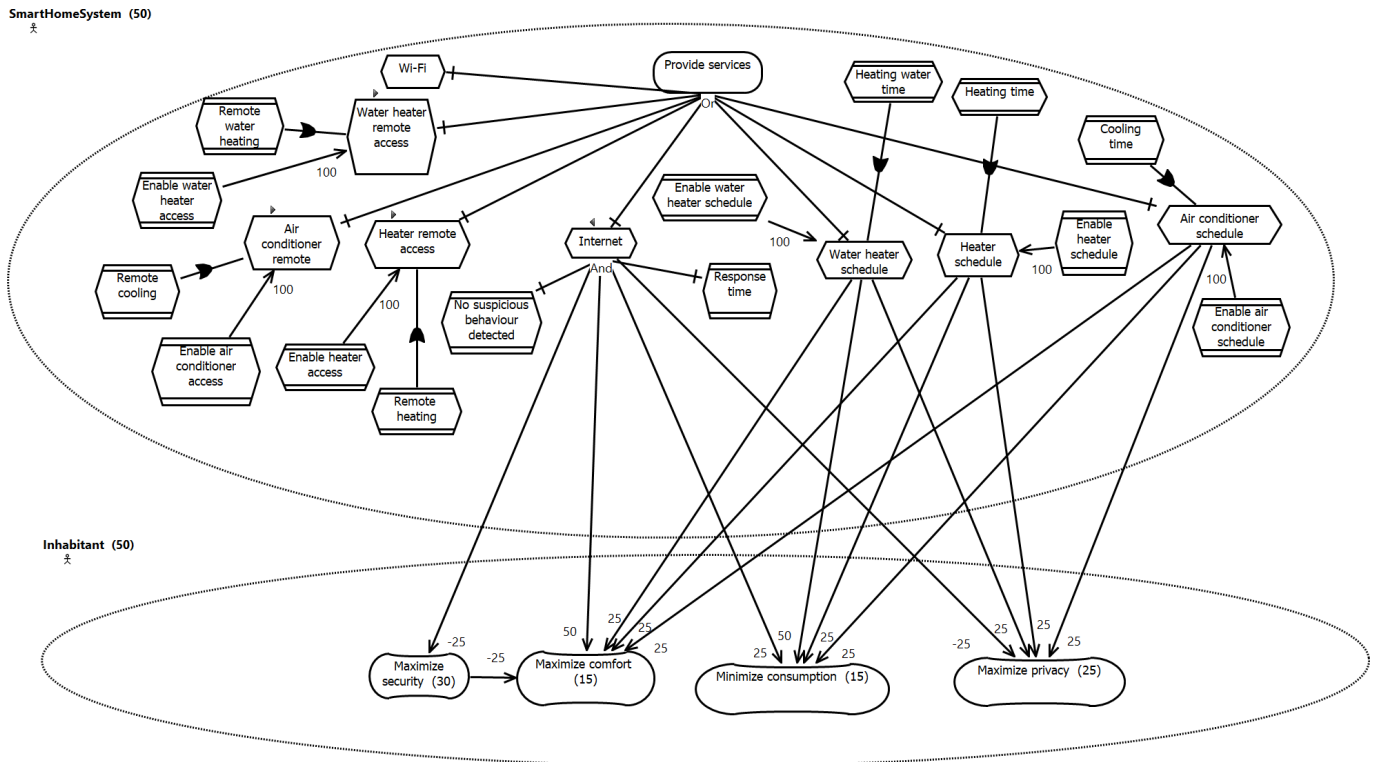 SmartHomeSystem (50)
Wi-Fi
Provide services
Or
Heating water
time
Heating time
Remote
water
heating
Water heater
remote
access
Cooling
time
Enable water
heater
access
100
Enable water
heater schedule
100
Air
conditioner
remote
Heater remote
access
Internet
And
Water heater
schedule
Heater
schedule
Enable
heater
schedule
100
Air conditioner
schedule
Remote
cooling
100
100
No suspicious
behaviour
detected
Response
time
100
Enable air
conditioner
schedule
Enable air
conditioner
access
Enable heater
access
Remote
heating
Inhabitant (50)
-25
50
25
25
25
25
50
25
25
-25
25
25
25
-25
Maximize
security (30)
Maximize comfort
(15)
Minimize consumption (15)
Maximize privacy (25)